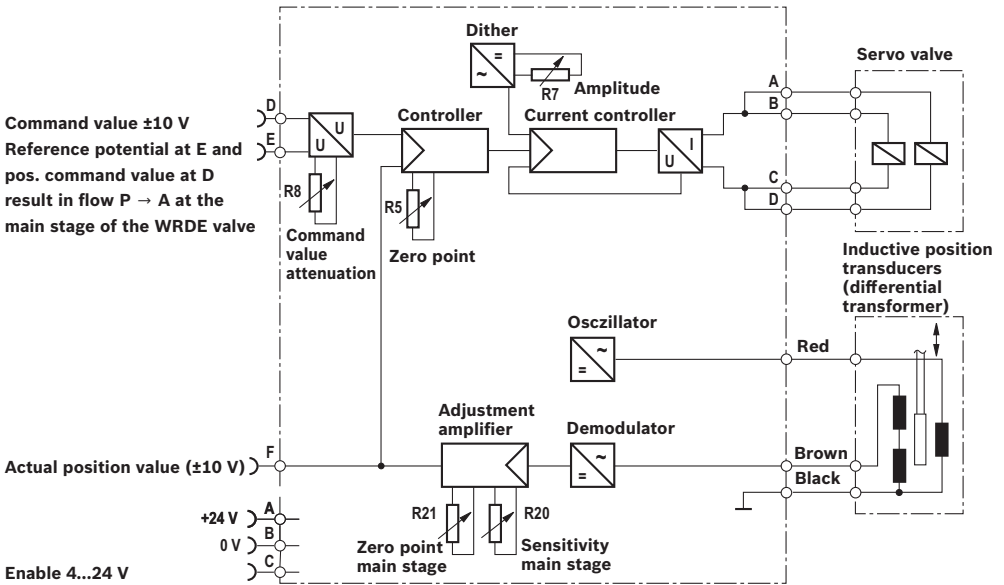 Dither
=
~
R7
Amplitude
Servo valve
A
B
C
D
Command value ±10 V
Reference potential at E and
pos. command value at D
result in flow P → A at the
main stage of the WRDE valve
D
E
U
U
R8
Command
value
attenuation
Controller
R5
Zero point
Current controller
I
U
Inductive position
transducers
(differential
transformer)
Osczillator
~
=
Red
Adjustment
amplifier
Demodulator
~
=
Brown
Black
Actual position value (±10 V)
F
R21
R20
Zero point
main stage
Sensitivity
main stage
+24 V
A
0 V
B
Enable 4...24 V
C